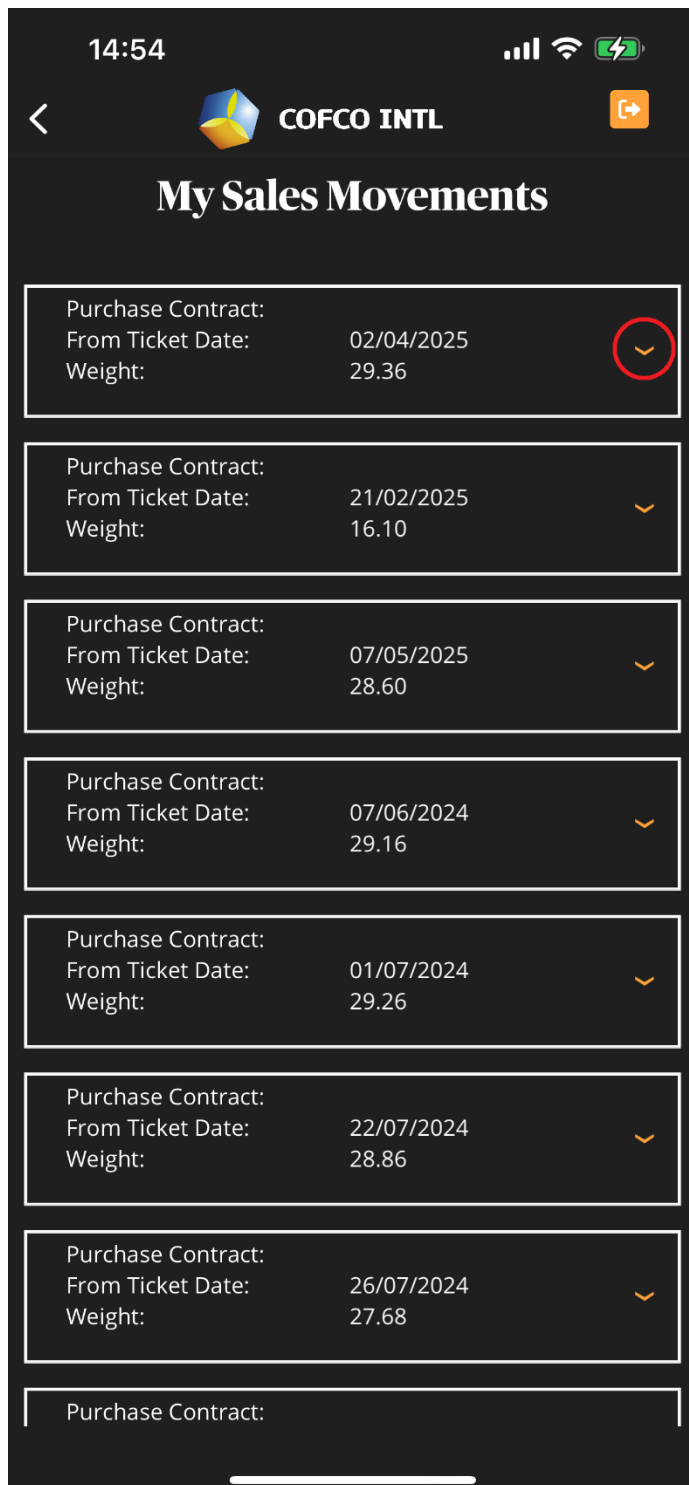 14:54
COFCO INTL
My Sales Movements
Purchase Contract:
From Ticket Date: 02/04/2025
Weight: 29.36
Purchase Contract:
From Ticket Date: 21/02/2025
Weight: 16.10
Purchase Contract:
From Ticket Date: 07/05/2025
Weight: 28.60
Purchase Contract:
From Ticket Date: 07/06/2024
Weight: 29.16
Purchase Contract:
From Ticket Date: 01/07/2024
Weight: 29.26
Purchase Contract:
From Ticket Date: 22/07/2024
Weight: 28.86
Purchase Contract:
From Ticket Date: 26/07/2024
Weight: 27.68
Purchase Contract: